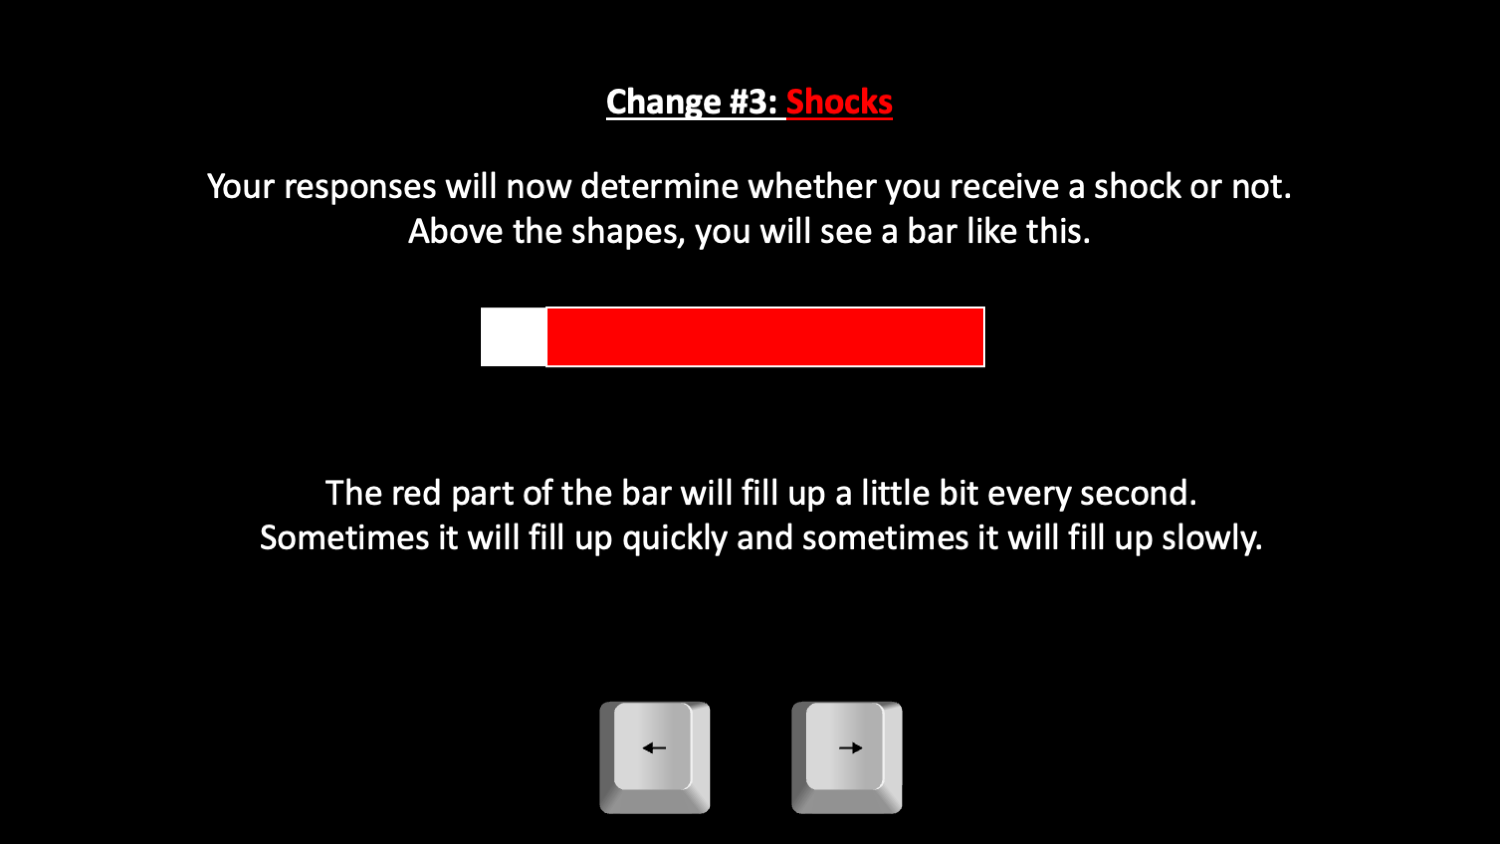 Change #3: Shocks
Your responses will now determine whether you receive a shock or not.
Above the shapes, you will see a bar like this.
The red part of the bar will fill up a little bit every second.
Sometimes it will fill up quickly and sometimes it will fill up slowly.
← →